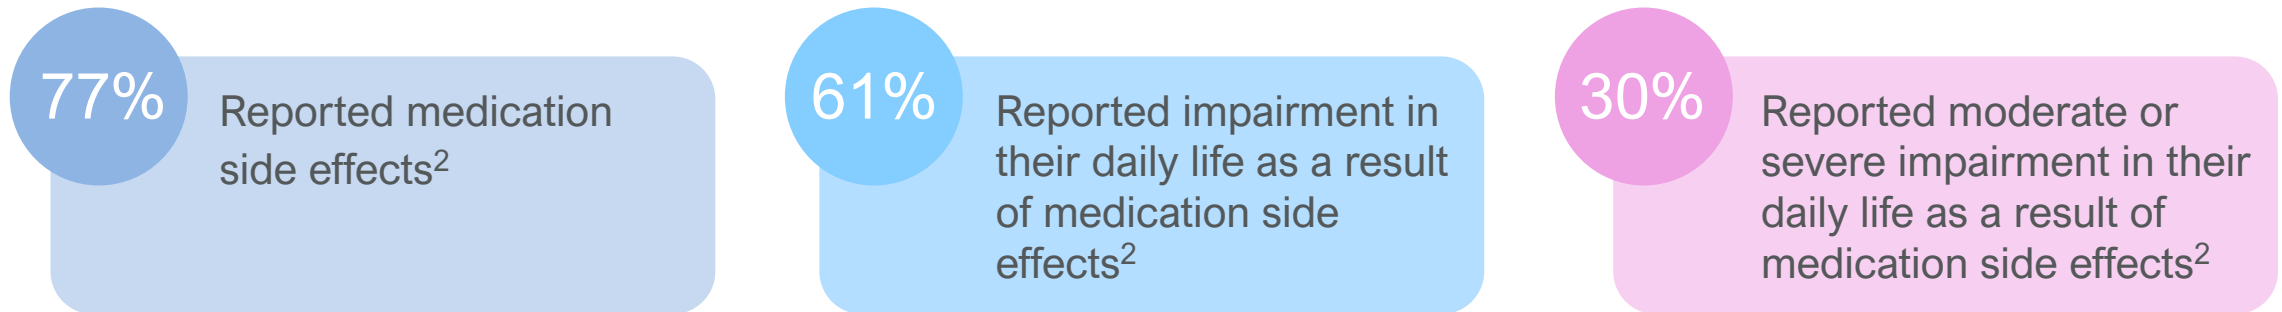 77%
Reported medication
side effects²
61%
Reported impairment in
their daily life as a result
of medication side
effects²
30%
Reported moderate or
severe impairment in their
daily life as a result of
medication side effects²